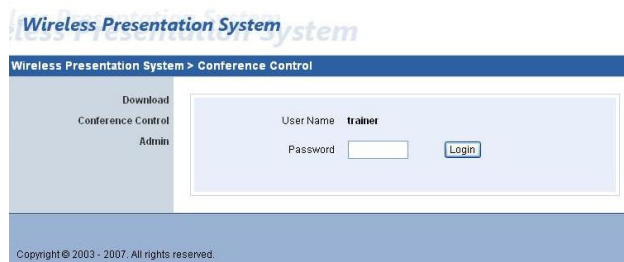 Wireless Presentation System
Wireless Presentation System > Conference Control
Download
Conference Control
Admin
User Name trainer
Password
Login
Copyright © 2003 - 2007. All rights reserved.